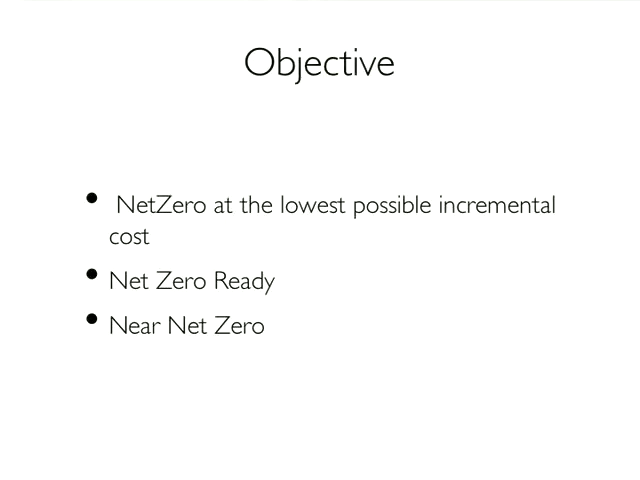 Objective
• NetZero at the lowest possible incremental
cost
• Net Zero Ready
• Near Net Zero